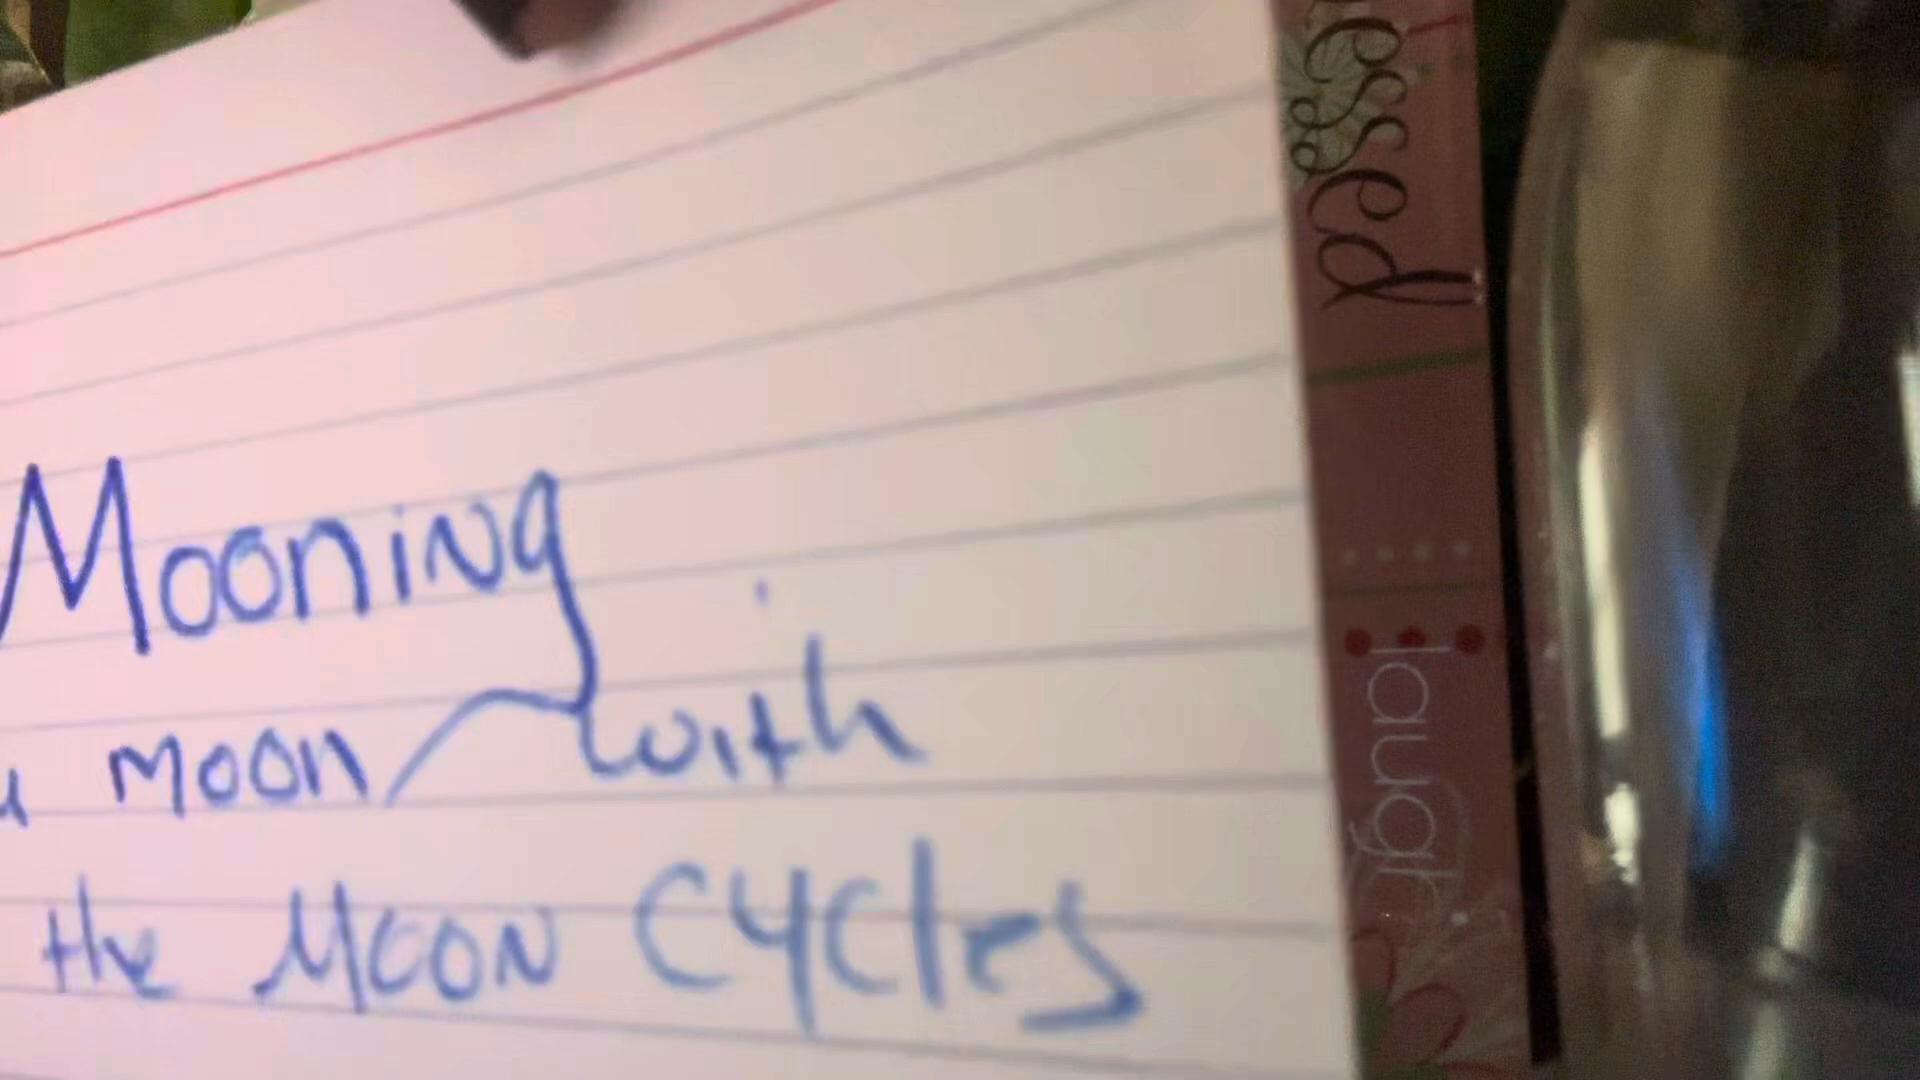 Mooning
u moon with
the Moon Cycles
essed
laugh